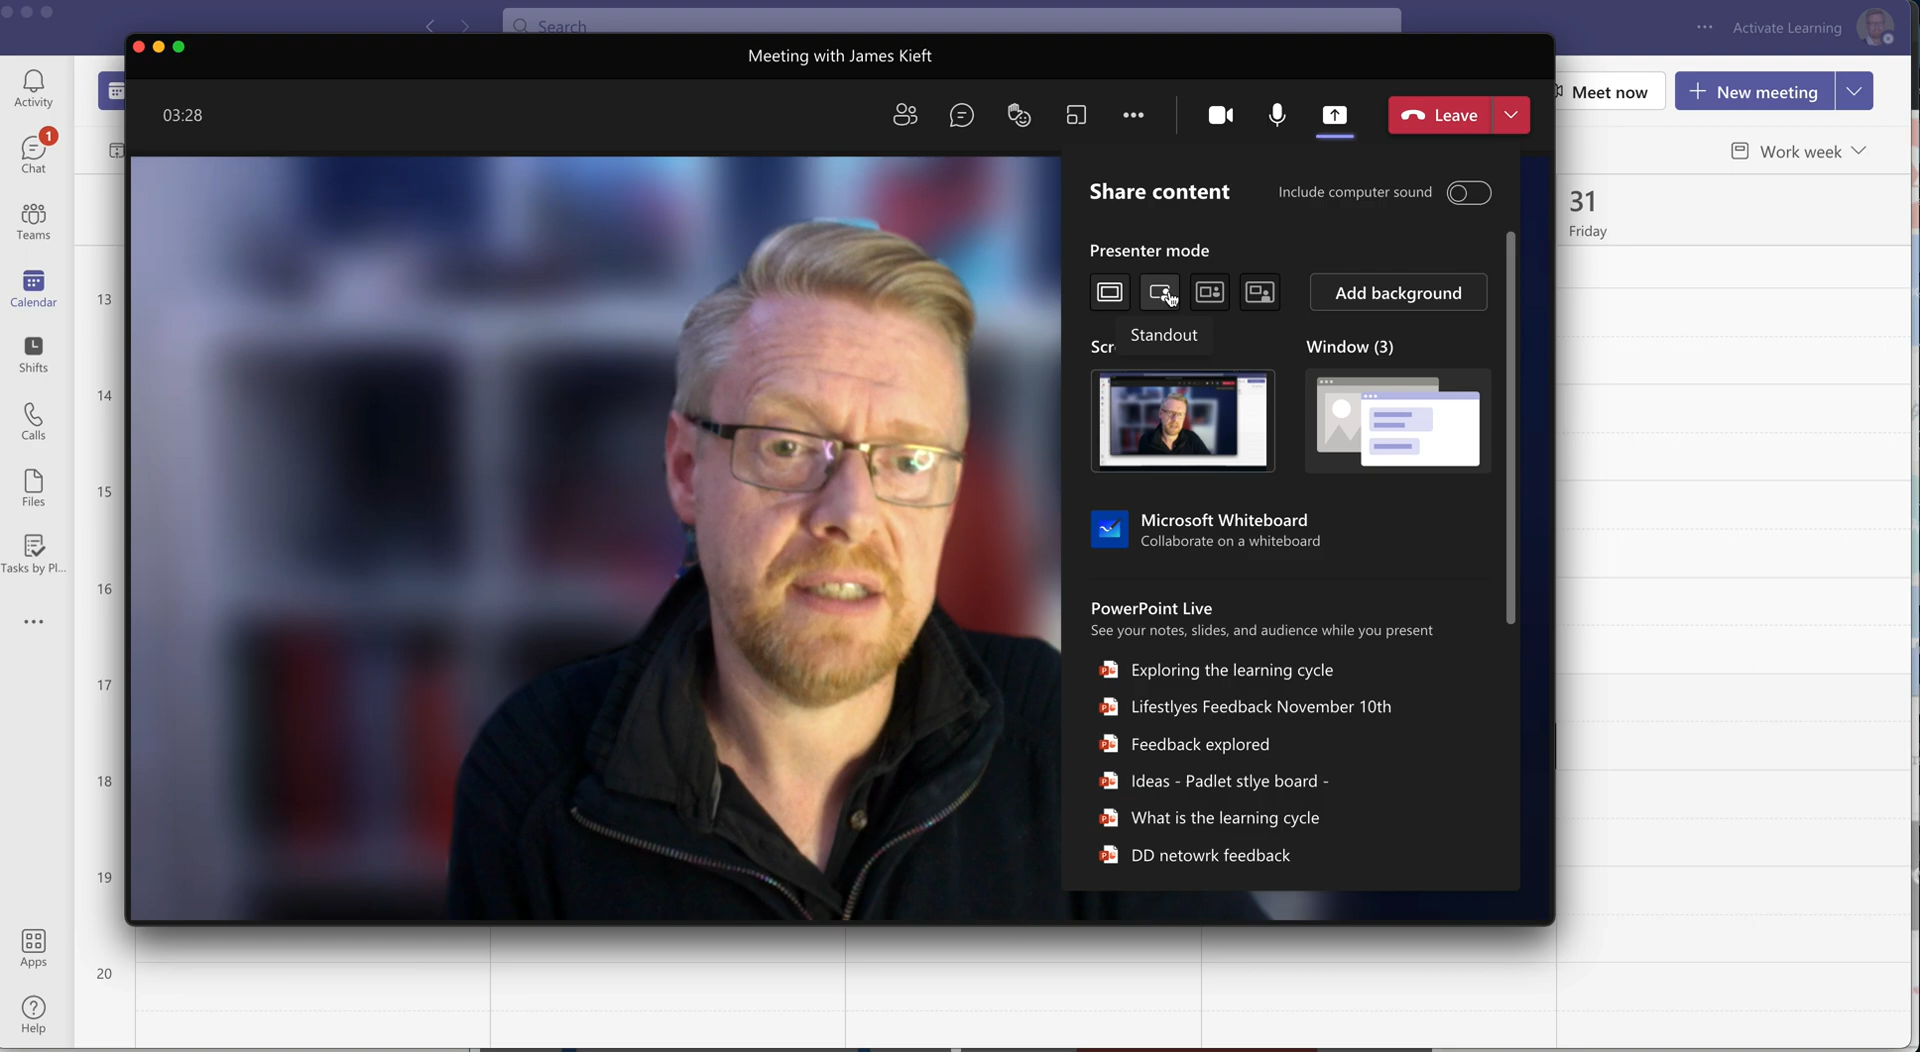 Search
Activate Learning
Meeting with James Kieft
Activity
Meet now
New meeting
03:28
Leave
1
Chat
Work week
Share content
Include computer sound
31
Friday
Teams
Presenter mode
Add background
Calendar
13
Standout
Scr
Window (3)
Shifts
14
Calls
15
Files
Microsoft Whiteboard
Collaborate on a whiteboard
Tasks by Pl...
16
PowerPoint Live
See your notes, slides, and audience while you present
Exploring the learning cycle
17
Lifestlyes Feedback November 10th
Feedback explored
18
Ideas - Padlet stlye board -
What is the learning cycle
DD netowrk feedback
19
Apps
20
Help